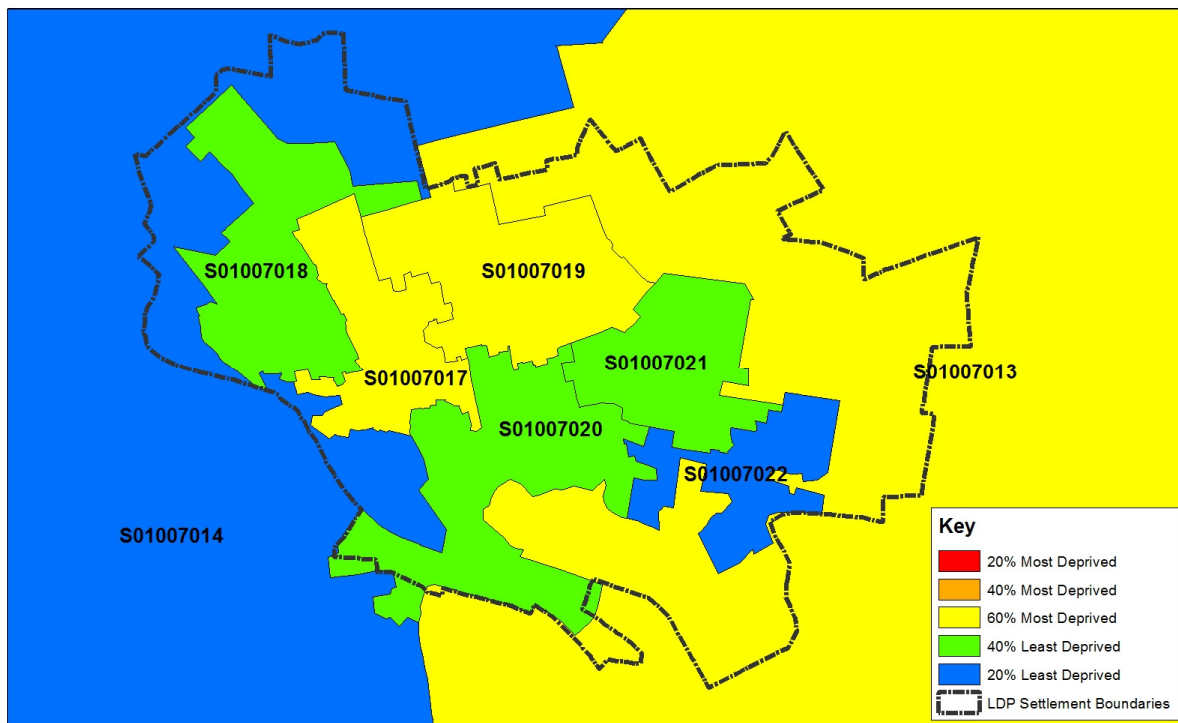 S01007018
S01007019
S01007021
S01007017
S01007013
S01007020
S01007022
S01007014
Key
20% Most Deprived
40% Most Deprived
60% Most Deprived
40% Least Deprived
20% Least Deprived
LDP Settlement Boundaries